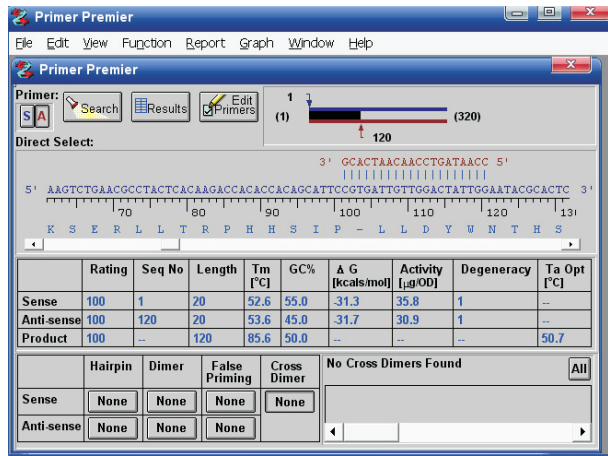 Primer Premier
File Edit View Function Report Graph Window Help
Primer Premier
Primer: S A Search Results Edit Primers
1
(1) (320)
120
Direct Select:
3' GCACTAACAACCTGATAACC 5'
5' AAGTCTGAACGCCTACTCACAAGACCACACCACAGCATTCCGTGATTGTTGGACTATTGGAATACGCACTC 3'
70 80 90 100 110 120 131
K S E R L L T R P H H S I P - L L D Y W N T H S
Rating Seq No Length Tm [°C] GC% Δ G [kcals/mol] Activity [µg/OD] Degeneracy Ta Opt [°C]
Sense 100 1 20 52.6 55.0 -31.3 35.8 1 --
Anti-sense 100 120 20 53.6 45.0 -31.7 30.9 1 --
Product 100 -- 120 85.6 50.0 -- -- -- 50.7
Hairpin Dimer False Priming Cross Dimer No Cross Dimers Found All
Sense None None None None
Anti-sense None None None